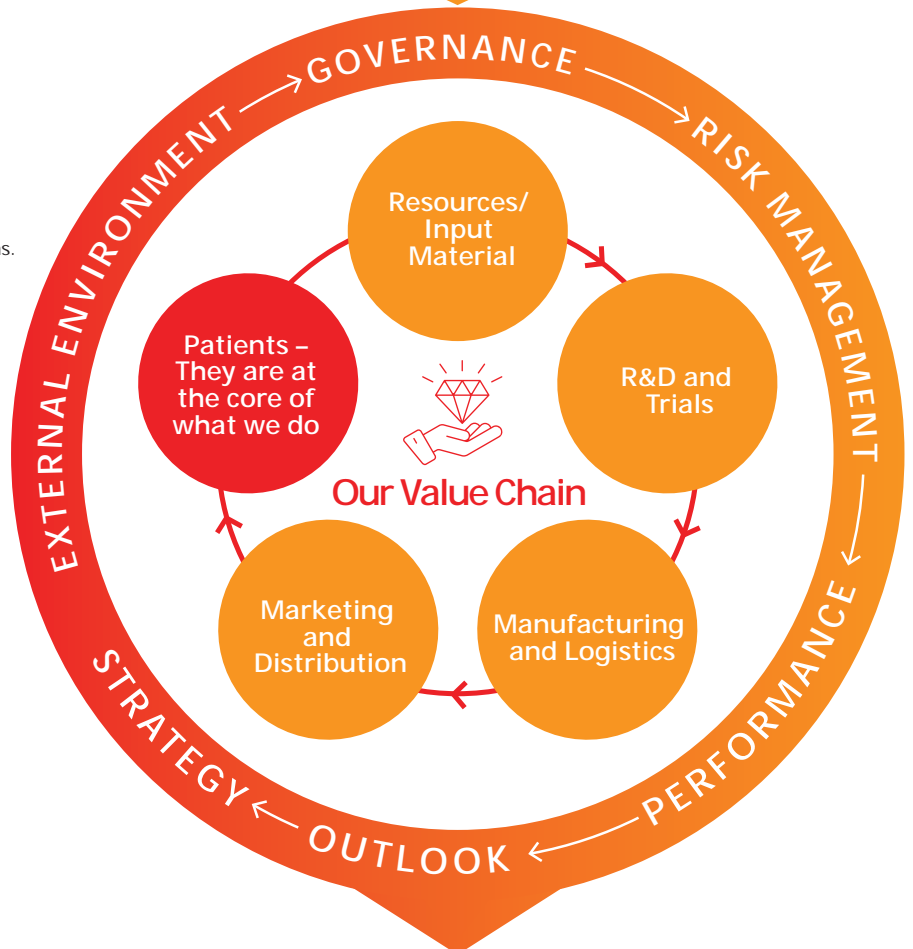 GOVERNANCE
RISK MANAGEMENT
PERFORMANCE
OUTLOOK
STRATEGY
EXTERNAL ENVIRONMENT
Resources/
Input
Material
R&D and
Trials
Manufacturing
and Logistics
Marketing
and
Distribution
Patients –
They are at
the core of
what we do
Our Value Chain